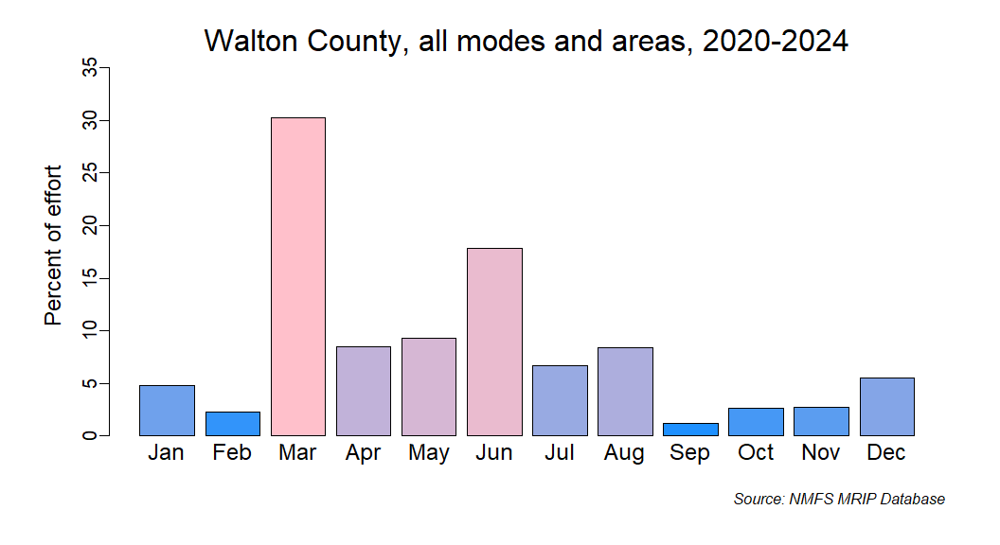 Walton County, all modes and areas, 2020-2024
Percent of effort
35
30
25
20
15
10
5
0
Jan Feb Mar Apr May Jun Jul Aug Sep Oct Nov Dec
Source: NMFS MRIP Database